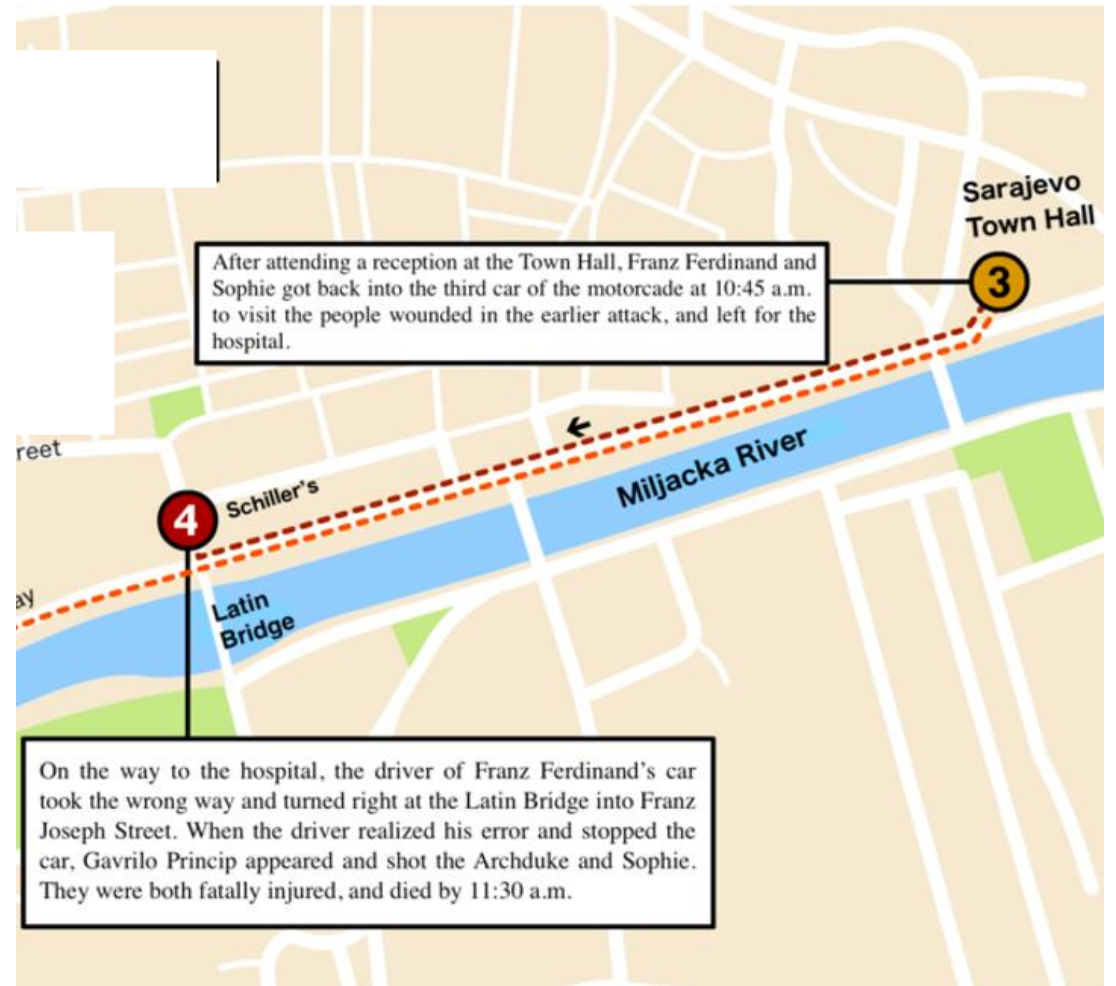 Sarajevo
Town Hall
3
After attending a reception at the Town Hall, Franz Ferdinand and
Sophie got back into the third car of the motorcade at 10:45 a.m.
to visit the people wounded in the earlier attack, and left for the
hospital.
Miljacka River
reet
Schiller's
4
ay
Latin
Bridge
On the way to the hospital, the driver of Franz Ferdinand's car
took the wrong way and turned right at the Latin Bridge into Franz
Joseph Street. When the driver realized his error and stopped the
car, Gavrilo Princip appeared and shot the Archduke and Sophie.
They were both fatally injured, and died by 11:30 a.m.